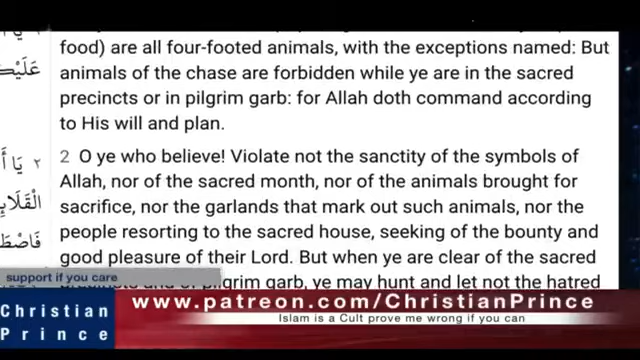 food) are all four-footed animals, with the exceptions named: But
animals of the chase are forbidden while ye are in the sacred
precincts or in pilgrim garb: for Allah doth command according
to His will and plan.
2 O ye who believe! Violate not the sanctity of the symbols of
Allah, nor of the sacred month, nor of the animals brought for
sacrifice, nor the garlands that mark out such animals, nor the
people resorting to the sacred house, seeking of the bounty and
good pleasure of their Lord. But when ye are clear of the sacred
pilgrim garb, ye may hunt and let not the hatred
٢ يَا
support if you care
Christian
Prince
www.patreon.com/ChristianPrince
Islam is a Cult prove me wrong if you can